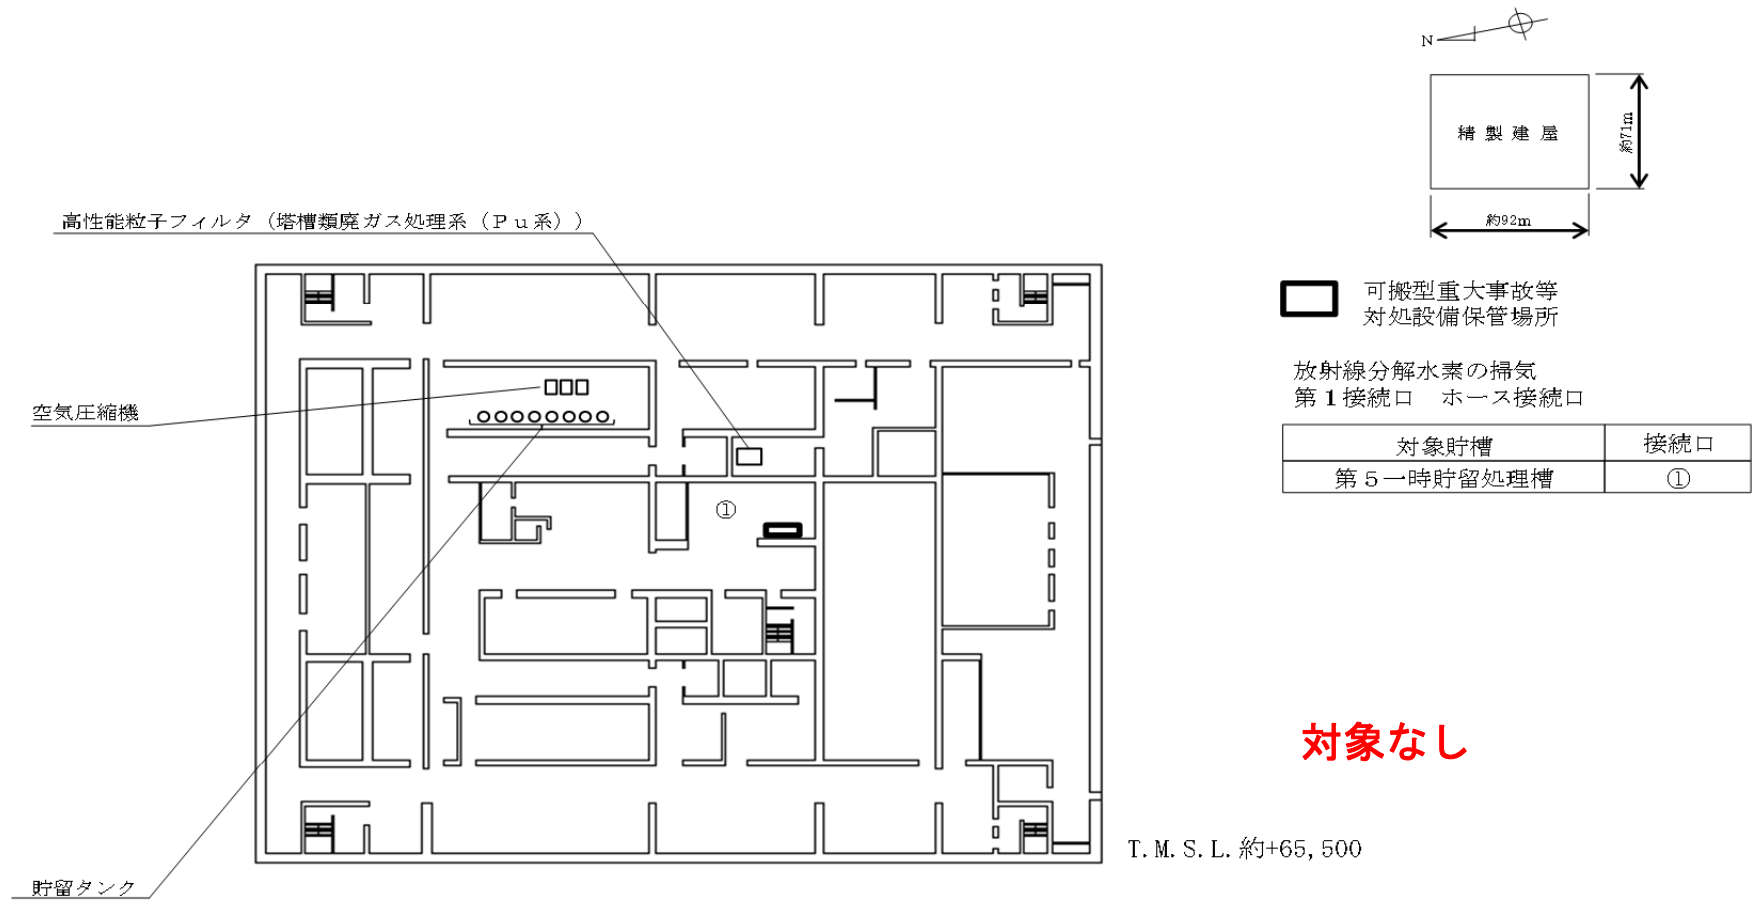 N
精製建屋
約71m
約92m
高性能粒子フィルタ（塔槽類廃ガス処理系（Ｐｕ系））
可搬型重大事故等
対処設備保管場所
放射線分解水素の掃気
第１接続口　ホース接続口
空気圧縮機
対象貯槽　接続口
第５一時貯留処理槽　①
①
対象なし
T.M.S.L.約+65,500
貯留タンク